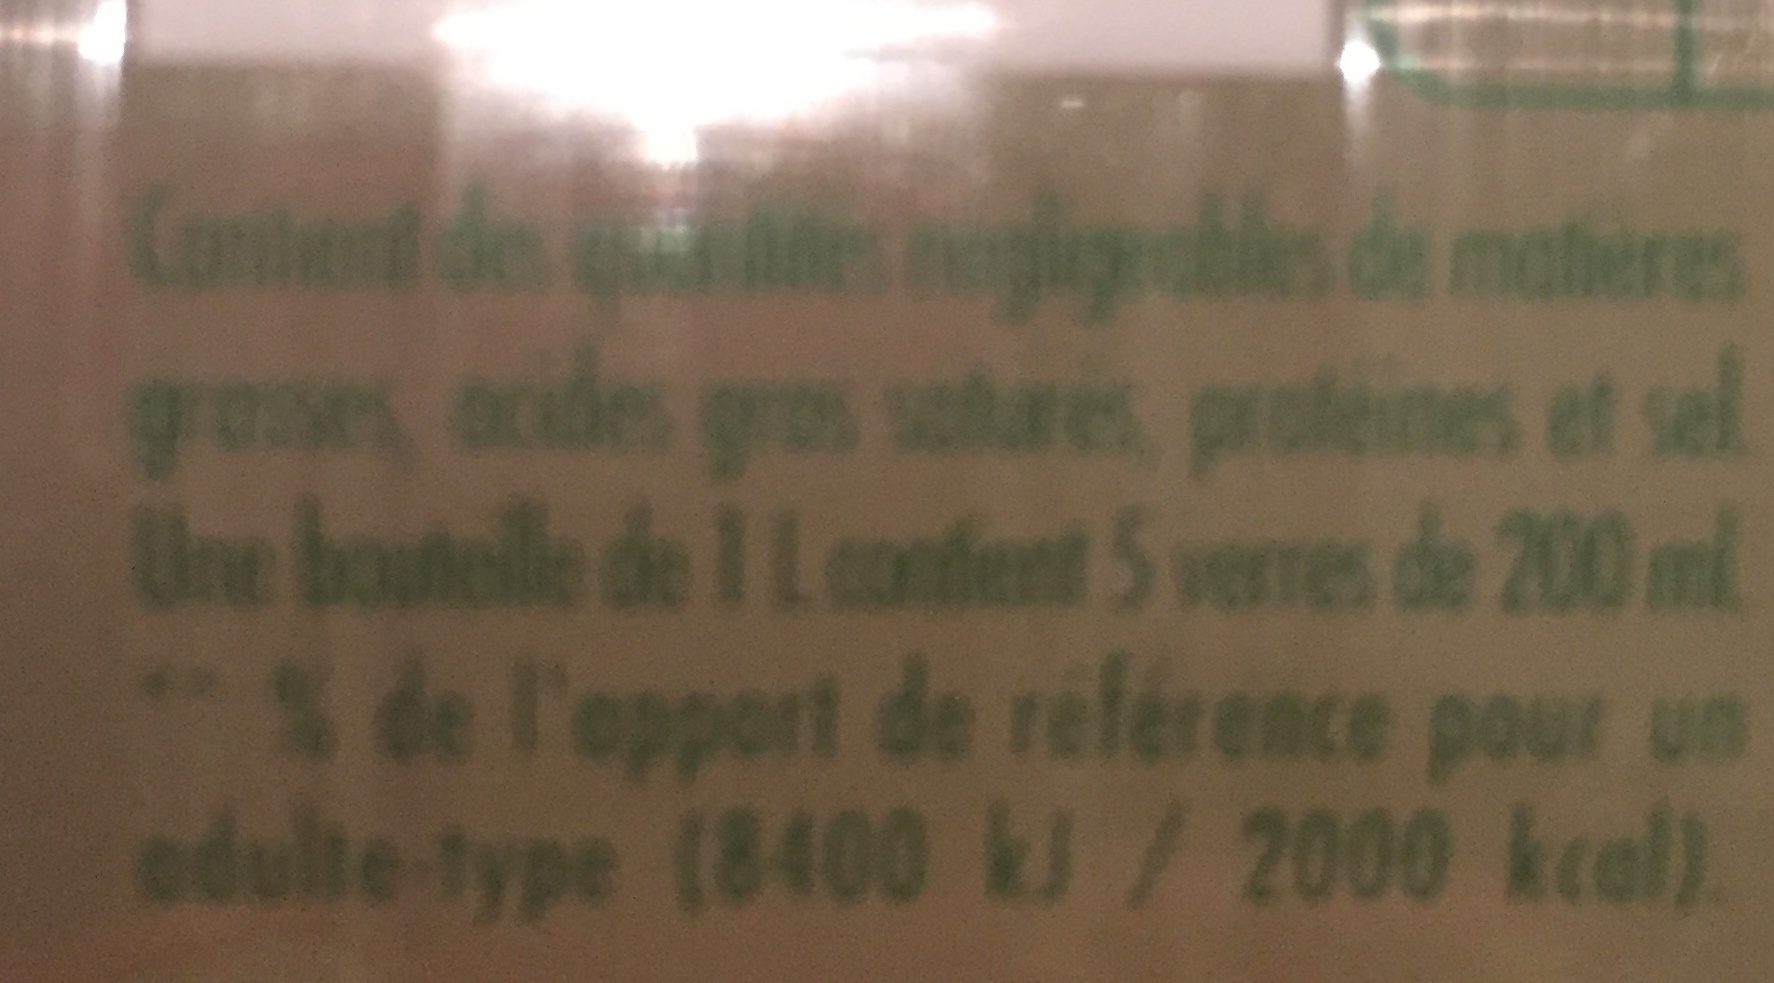 Contient des quantités négligeables de matières
grasses, acides gras saturés, protéines et sel.
Une bouteille de 1 L contient 5 verres de 200 ml.
** % de l'apport de référence pour un
adulte-type (8400 kJ / 2000 kcal).